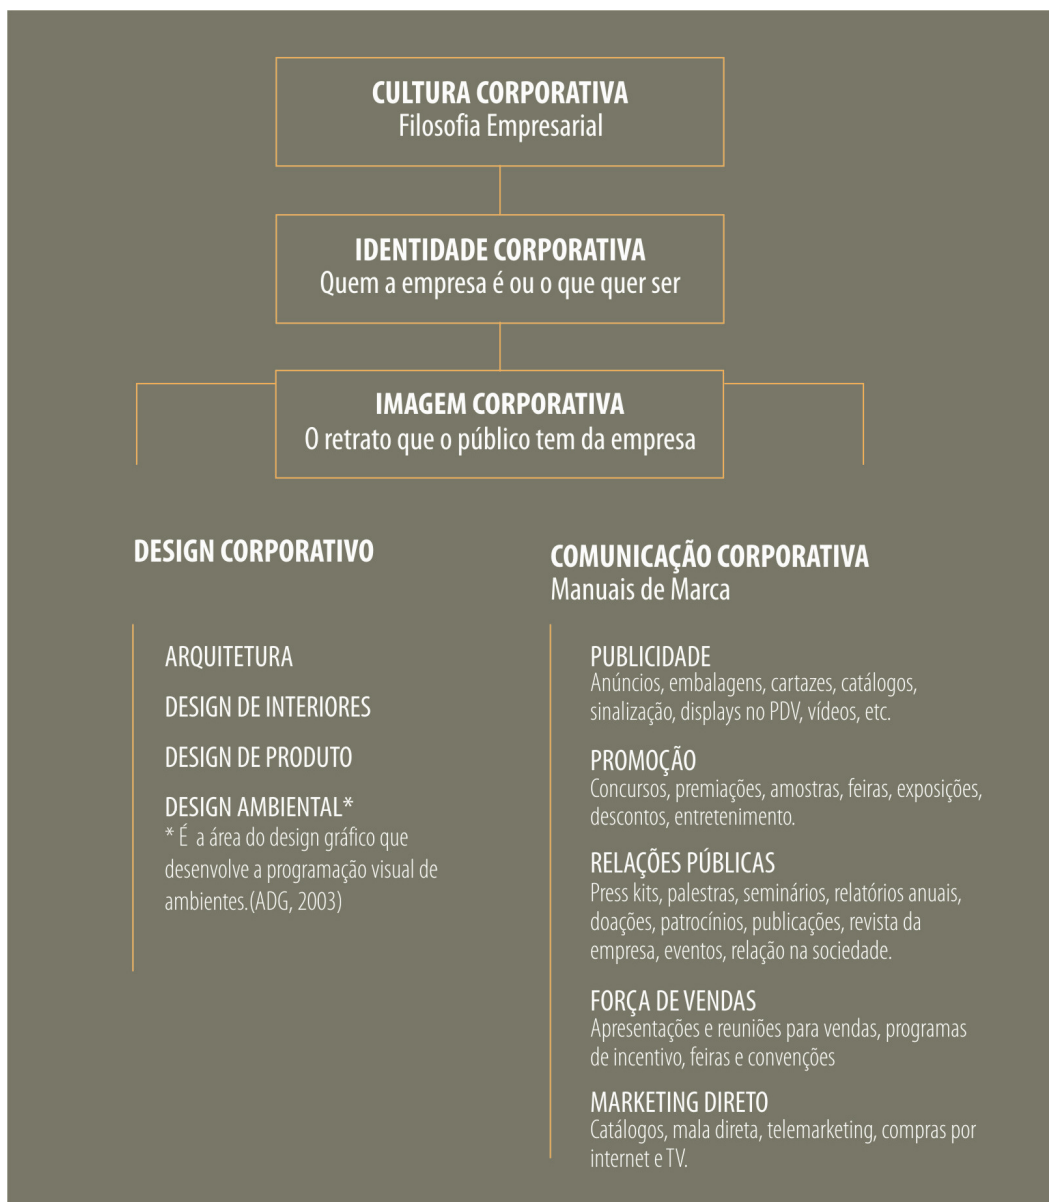 CULTURA CORPORATIVA
Filosofia Empresarial
IDENTIDADE CORPORATIVA
Quem a empresa é ou o que quer ser
IMAGEM CORPORATIVA
O retrato que o público tem da empresa
DESIGN CORPORATIVO
ARQUITETURA
DESIGN DE INTERIORES
DESIGN DE PRODUTO
DESIGN AMBIENTAL*
* É a área do design gráfico que
desenvolve a programação visual de
ambientes.(ADG, 2003)
COMUNICAÇÃO CORPORATIVA
Manuais de Marca
PUBLICIDADE
Anúncios, embalagens, cartazes, catálogos,
sinalização, displays no PDV, vídeos, etc.
PROMOÇÃO
Concursos, premiações, amostras, feiras, exposições,
descontos, entretenimento.
RELAÇÕES PÚBLICAS
Press kits, palestras, seminários, relatórios anuais,
doações, patrocínios, publicações, revista da
empresa, eventos, relação na sociedade.
FORÇA DE VENDAS
Apresentações e reuniões para vendas, programas
de incentivo, feiras e convenções
MARKETING DIRETO
Catálogos, mala direta, telemarketing, compras por
internet e TV.